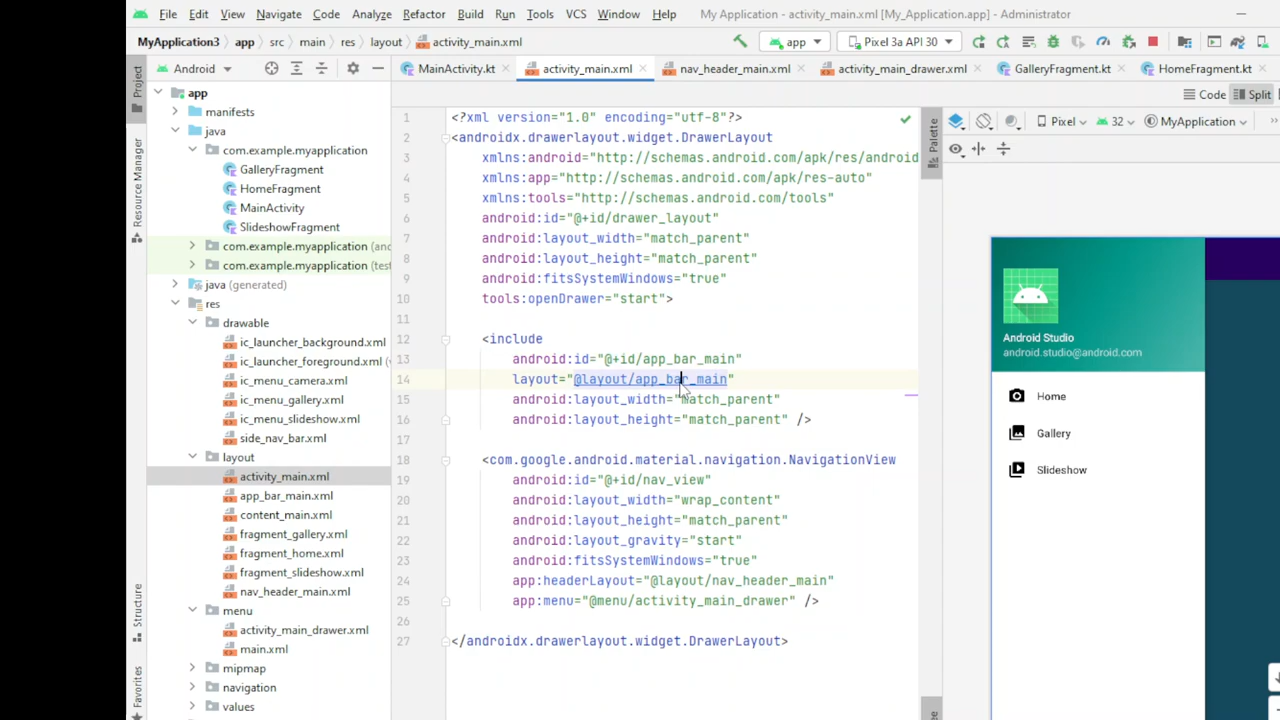 File Edit View Navigate Code Analyze Refactor Build Run Tools VCS Window Help My Application - activity_main.xml [My_Application.app] - Administrator
MyApplication3 app src main res layout activity_main.xml app Pixel 3a API 30
Android MainActivity.kt activity_main.xml nav_header_main.xml activity_main_drawer.xml GalleryFragment.kt HomeFragment.kt
Code Split
Project
Resource Manager
Structure
Favorites
app
manifests
java
com.example.myapplication
GalleryFragment
HomeFragment
MainActivity
SlideshowFragment
com.example.myapplication (an
com.example.myapplication (test
java (generated)
res
drawable
ic_launcher_background.xml
ic_launcher_foreground.xml (
ic_menu_camera.xml
ic_menu_gallery.xml
ic_menu_slideshow.xml
side_nav_bar.xml
layout
activity_main.xml
app_bar_main.xml
content_main.xml
fragment_gallery.xml
fragment_home.xml
fragment_slideshow.xml
nav_header_main.xml
menu
activity_main_drawer.xml
main.xml
mipmap
navigation
values
1 <?xml version="1.0" encoding="utf-8"?>
2 <androidx.drawerlayout.widget.DrawerLayout
3 xmlns:android="http://schemas.android.com/apk/res/android
4 xmlns:app="http://schemas.android.com/apk/res-auto"
5 xmlns:tools="http://schemas.android.com/tools"
6 android:id="@+id/drawer_layout"
7 android:layout_width="match_parent"
8 android:layout_height="match_parent"
9 android:fitsSystemWindows="true"
10 tools:openDrawer="start">
11
12 <include
13 android:id="@+id/app_bar_main"
14 layout="@layout/app_bar_main"
15 android:layout_width="match_parent"
16 android:layout_height="match_parent" />
17
18 <com.google.android.material.navigation.NavigationView
19 android:id="@+id/nav_view"
20 android:layout_width="wrap_content"
21 android:layout_height="match_parent"
22 android:layout_gravity="start"
23 android:fitsSystemWindows="true"
24 app:headerLayout="@layout/nav_header_main"
25 app:menu="@menu/activity_main_drawer" />
26
27 </androidx.drawerlayout.widget.DrawerLayout>
Palette
Pixel 32 MyApplication
Android Studio
android.studio@android.com
Home
Gallery
Slideshow